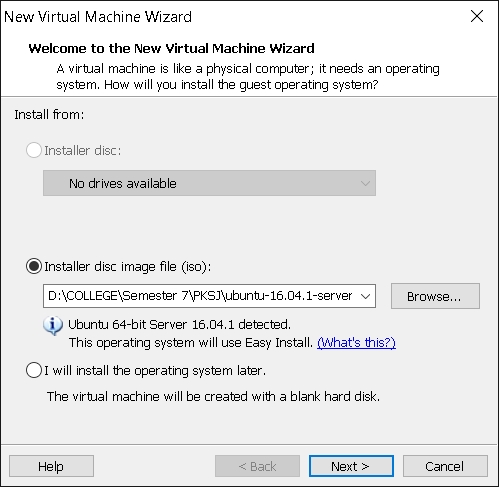 New Virtual Machine Wizard
Welcome to the New Virtual Machine Wizard
A virtual machine is like a physical computer; it needs an operating
system. How will you install the guest operating system?
Install from:
Installer disc:
No drives available
Installer disc image file (iso):
D:\COLLEGE\Semester 7\PKSJ\ubuntu-16.04.1-server
Browse...
Ubuntu 64-bit Server 16.04.1 detected.
This operating system will use Easy Install. (What's this?)
I will install the operating system later.
The virtual machine will be created with a blank hard disk.
Help
< Back
Next >
Cancel